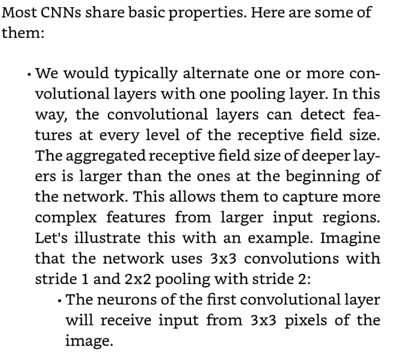 Most CNNs share basic properties. Here are some of
them:
• We would typically alternate one or more con-
volutional layers with one pooling layer. In this
way, the convolutional layers can detect fea-
tures at every level of the receptive field size.
The aggregated receptive field size of deeper lay-
ers is larger than the ones at the beginning of
the network. This allows them to capture more
complex features from larger input regions.
Let's illustrate this with an example. Imagine
that the network uses 3x3 convolutions with
stride 1 and 2x2 pooling with stride 2:
• The neurons of the first convolutional layer
will receive input from 3x3 pixels of the
image.